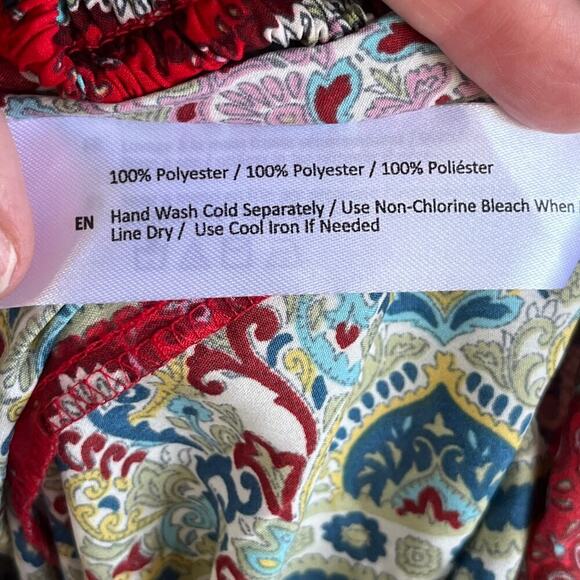 100% Polyester / 100% Polyester / 100% Poliéster
EN
Hand Wash Cold Separately / Use Non-Chlorine Bleach When
Line Dry / Use Cool Iron If Needed